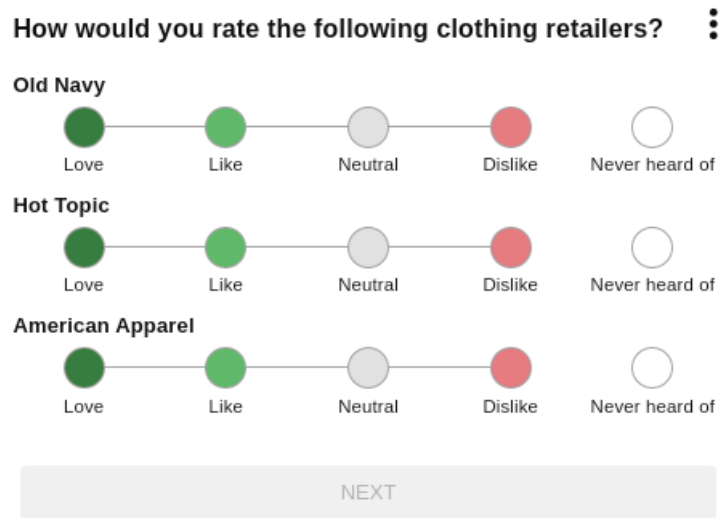 How would you rate the following clothing retailers?
Old Navy
Love Like Neutral Dislike Never heard of
Hot Topic
Love Like Neutral Dislike Never heard of
American Apparel
Love Like Neutral Dislike Never heard of
NEXT